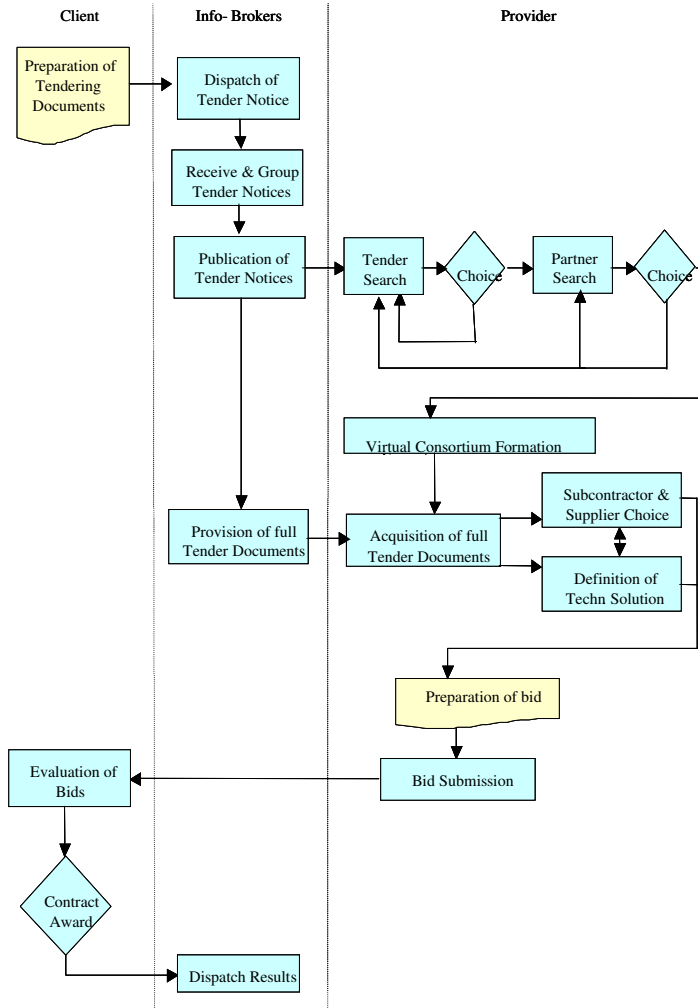 Client
Info- Brokers
Provider
Preparation of
Tendering
Documents
Dispatch of
Tender Notice
Receive & Group
Tender Notices
Publication of
Tender Notices
Tender
Search
Choice
Partner
Search
Choice
Virtual Consortium Formation
Provision of full
Tender Documents
Acquisition of full
Tender Documents
Subcontractor &
Supplier Choice
Definition of
Techn Solution
Preparation of bid
Bid Submission
Evaluation of
Bids
Contract
Award
Dispatch Results